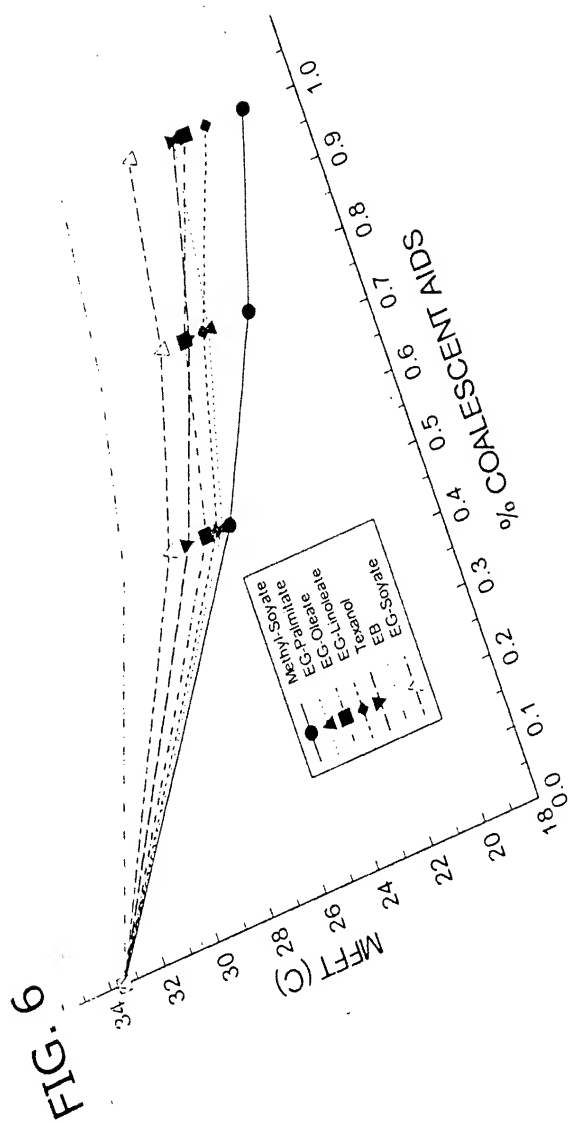 FIG. 6
MFFT (C)
34
32
30
28
26
24
22
20
18
Methyl-Soyate
EG-Palmitate
EG-Oleate
EG-Linoleate
Texanol
EB
EG-Soyate
0.0
0.1
0.2
0.3
0.4
0.5
0.6
0.7
0.8
0.9
1.0
% COALESCENT AIDS